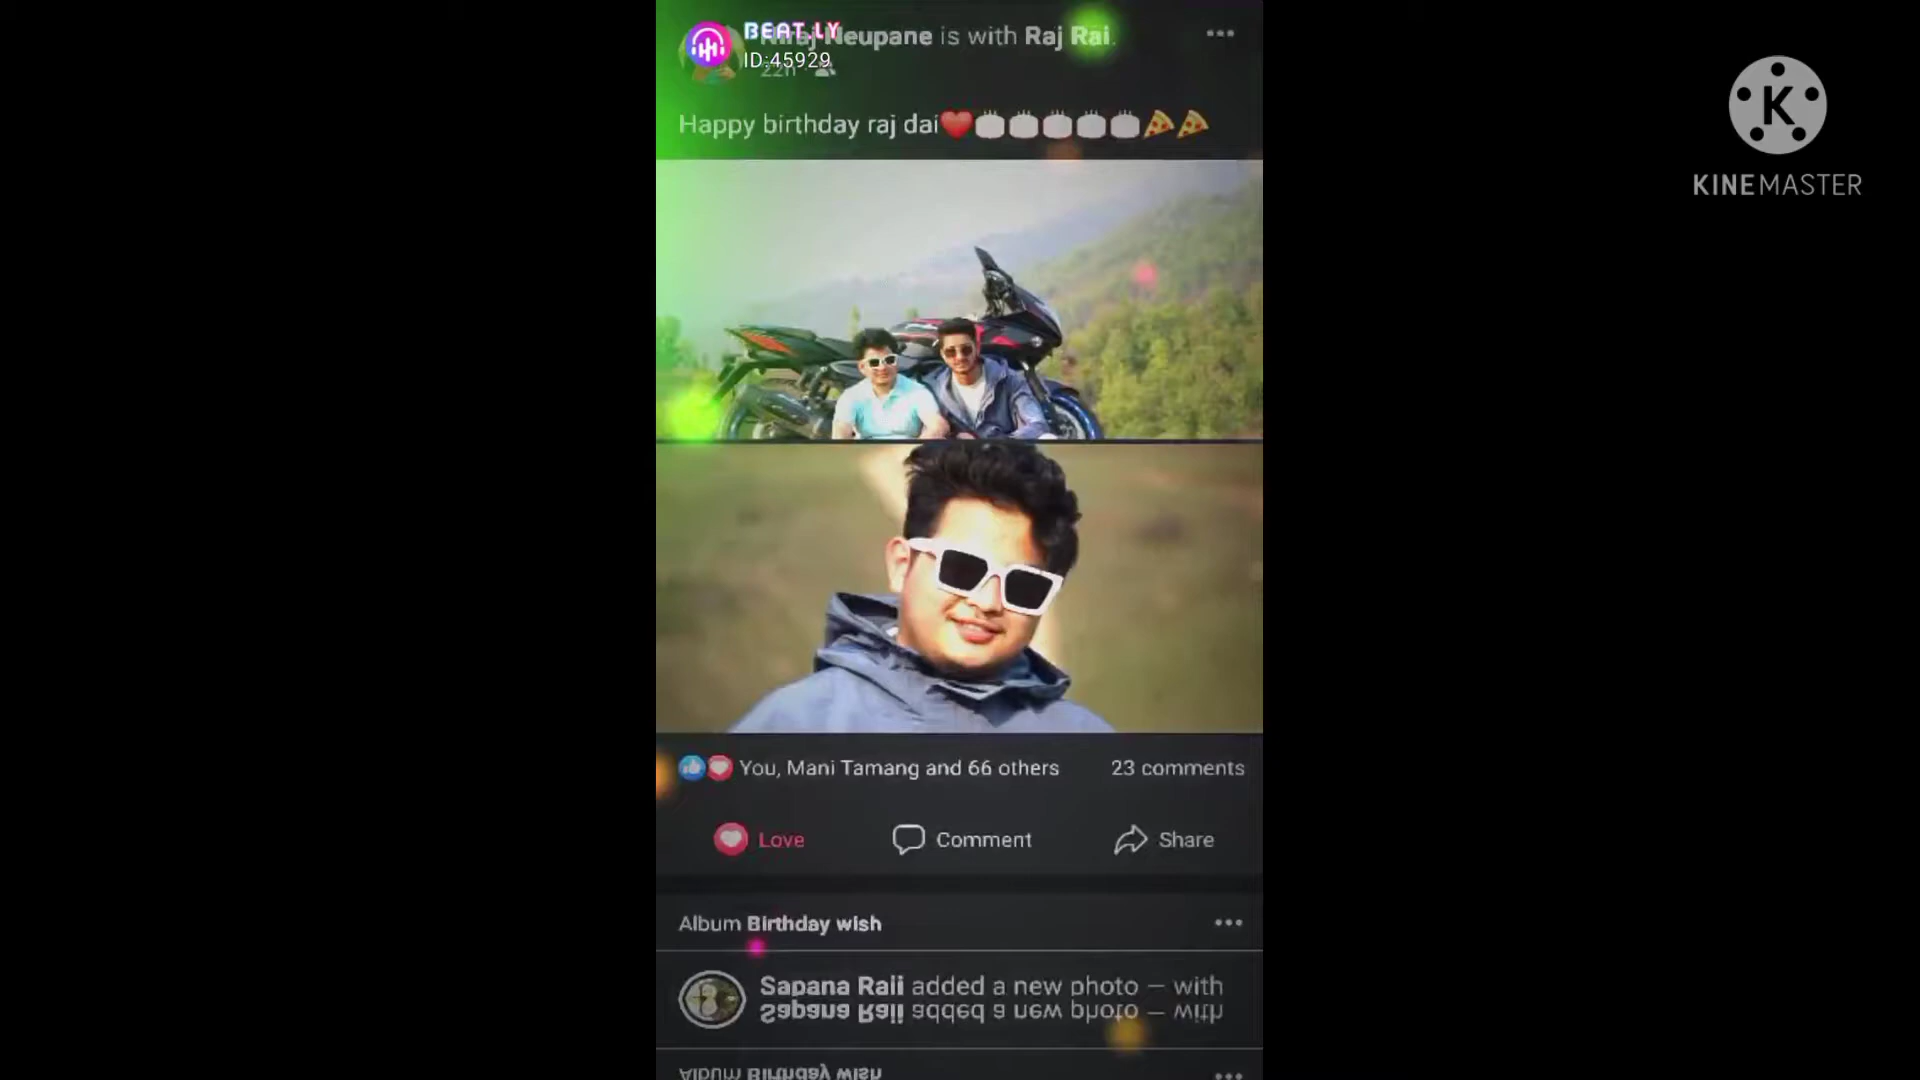 BEAT.LY
Niraj Neupane is with Raj Rai.
ID:45929
22h
Happy birthday raj dai
KINEMASTER
You, Mani Tamang and 66 others 23 comments
Love Comment Share
Album Birthday wish
Sapana Raii added a new photo — with
Sapana Raii added a new photo — with
Album Birthday wish